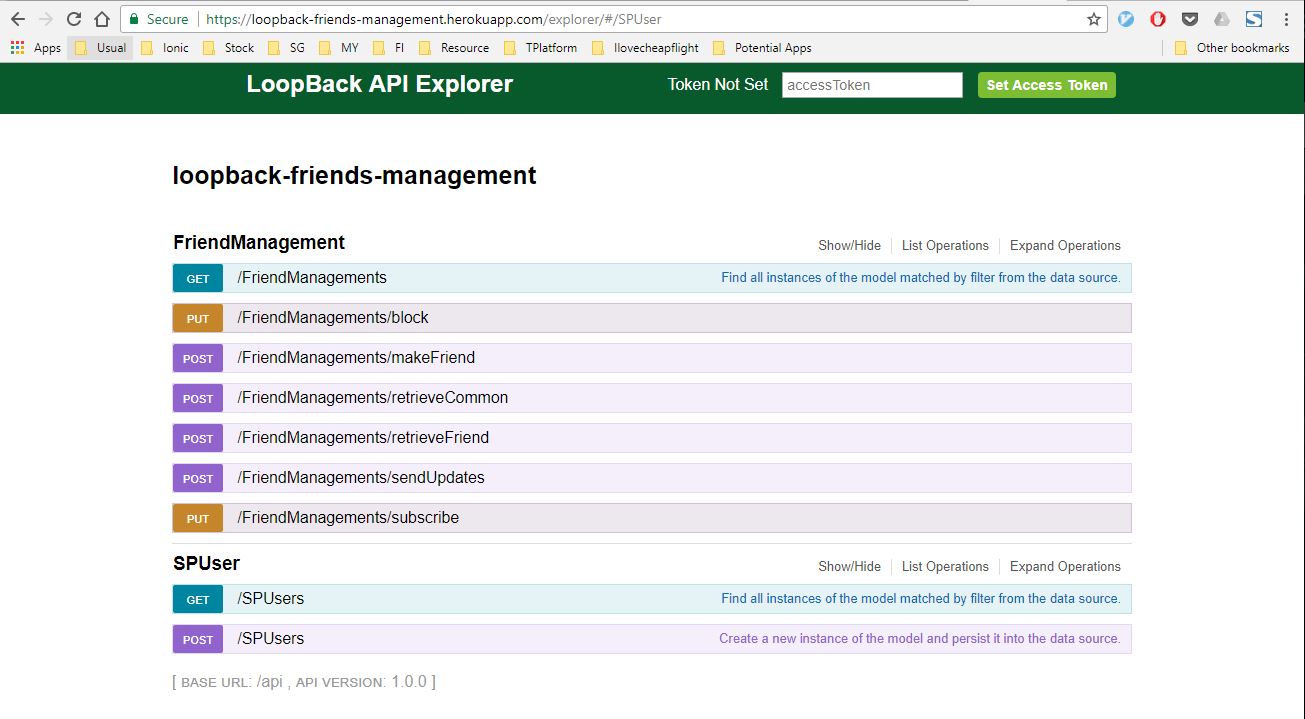 Secure https://loopback-friends-management.herokuapp.com/explorer/#/SPUser
Apps Usual Ionic Stock SG MY FI Resource TPlatform Ilovecheapflight Potential Apps Other bookmarks
LoopBack API Explorer Token Not Set accessToken Set Access Token
loopback-friends-management
FriendManagement Show/Hide List Operations Expand Operations
GET /FriendManagements Find all instances of the model matched by filter from the data source.
PUT /FriendManagements/block
POST /FriendManagements/makeFriend
POST /FriendManagements/retrieveCommon
POST /FriendManagements/retrieveFriend
POST /FriendManagements/sendUpdates
PUT /FriendManagements/subscribe
SPUser Show/Hide List Operations Expand Operations
GET /SPUsers Find all instances of the model matched by filter from the data source.
POST /SPUsers Create a new instance of the model and persist it into the data source.
[ BASE URL: /api , API VERSION: 1.0.0 ]